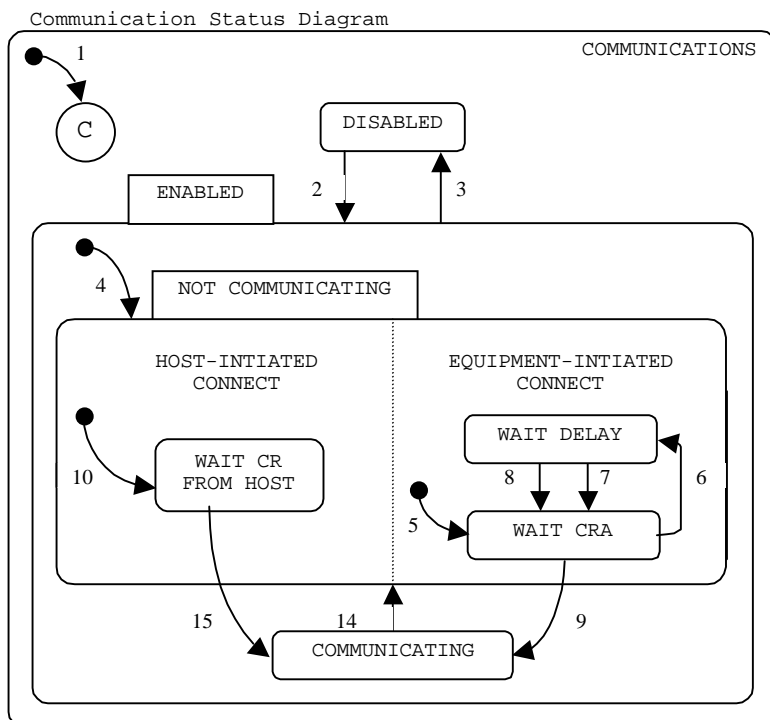 Communication Status Diagram
COMMUNICATIONS
1
C
DISABLED
2
3
ENABLED
4
NOT COMMUNICATING
HOST-INTIATED
CONNECT
EQUIPMENT-INTIATED
CONNECT
10
WAIT CR
FROM HOST
WAIT DELAY
8
7
6
5
WAIT CRA
15
14
9
COMMUNICATING